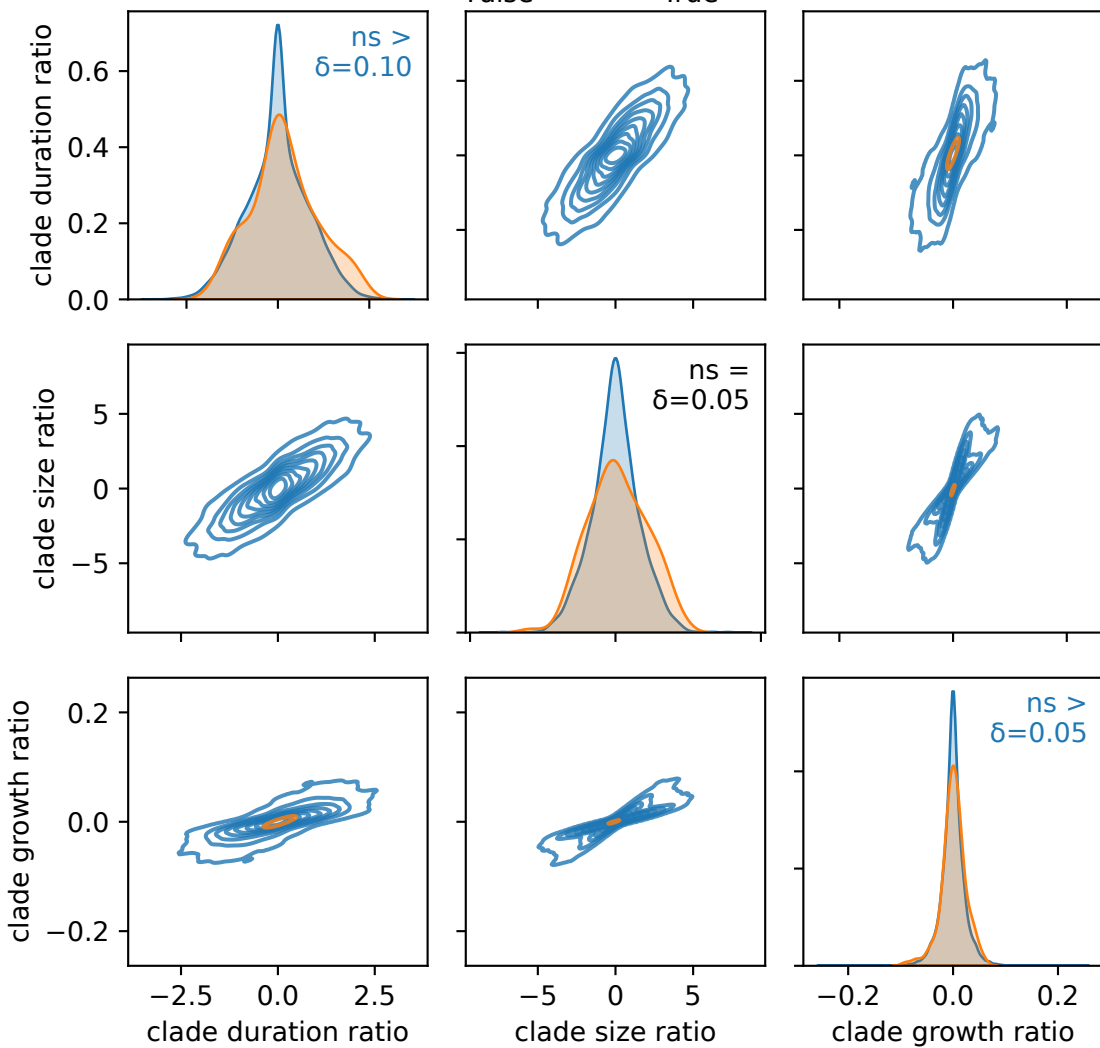 True
clade duration ratio
0.6
0.4
0.2
0.0
ns >
δ=0.10
clade size ratio
5
0
−5
ns =
δ=0.05
clade growth ratio
0.2
0.0
−0.2
ns >
δ=0.05
−2.5 0.0 2.5
−5 0 5
−0.2 0.0 0.2
clade duration ratio
clade size ratio
clade growth ratio